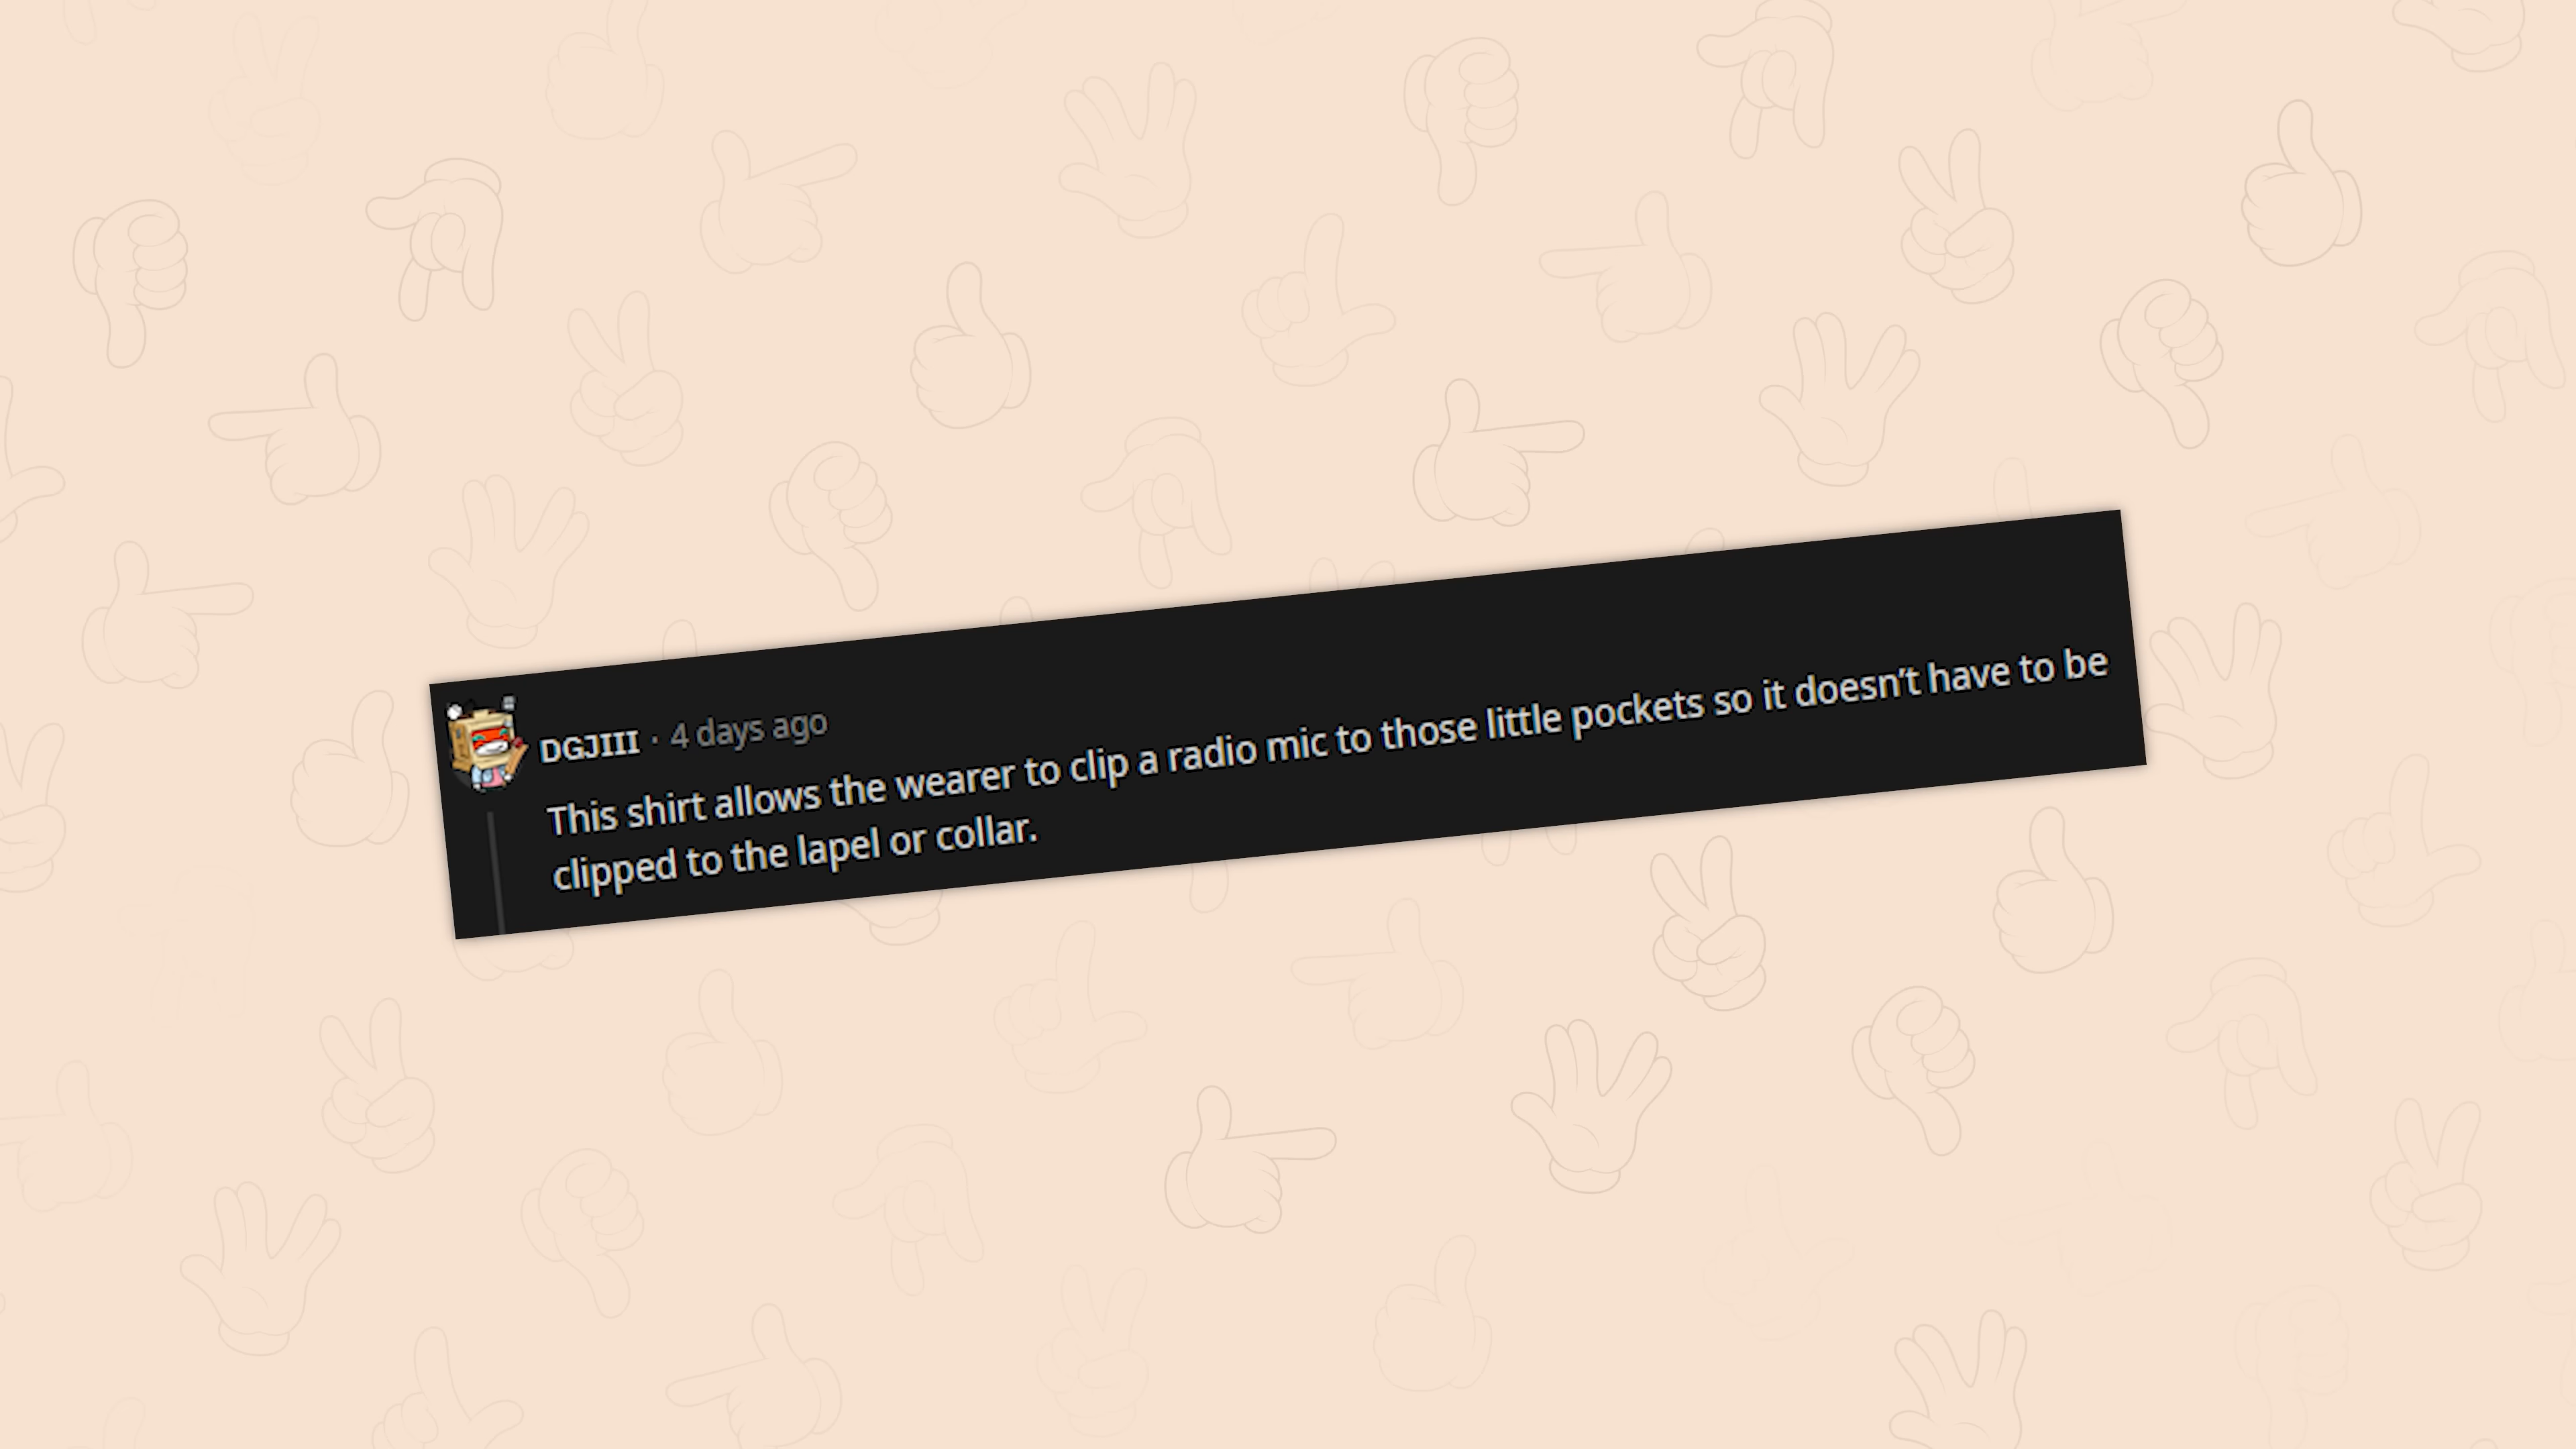 DGJIII · 4 days ago
This shirt allows the wearer to clip a radio mic to those little pockets so it doesn’t have to be
clipped to the lapel or collar.